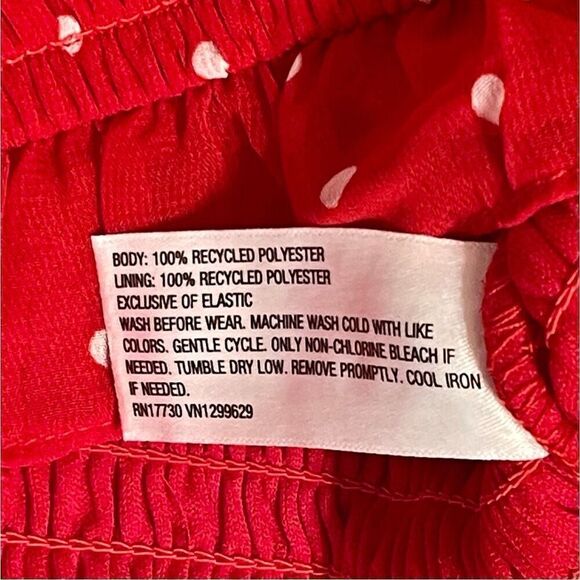 BODY: 100% RECYCLED POLYESTER
LINING: 100% RECYCLED POLYESTER
EXCLUSIVE OF ELASTIC
WASH BEFORE WEAR. MACHINE WASH COLD WITH LIKE
COLORS. GENTLE CYCLE. ONLY NON-CHLORINE BLEACH IF
NEEDED. TUMBLE DRY LOW. REMOVE PROMPTLY. COOL IRON
IF NEEDED.
RN17730 VN1299629